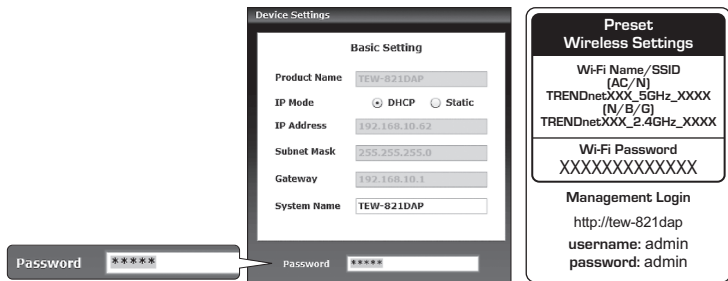 Device Settings
Basic Setting
Product Name TEW-821DAP
IP Mode DHCP Static
IP Address 192.168.10.62
Subnet Mask 255.255.255.0
Gateway 192.168.10.1
System Name TEW-821DAP
Password *****
Password *****
Preset
Wireless Settings
Wi-Fi Name/SSID
(AC/N)
TRENDnetXXX_5GHz_XXXX
(N/B/G)
TRENDnetXXX_2.4GHz_XXXX
Wi-Fi Password
XXXXXXXXXXXXX
Management Login
http://tew-821dap
username: admin
password: admin